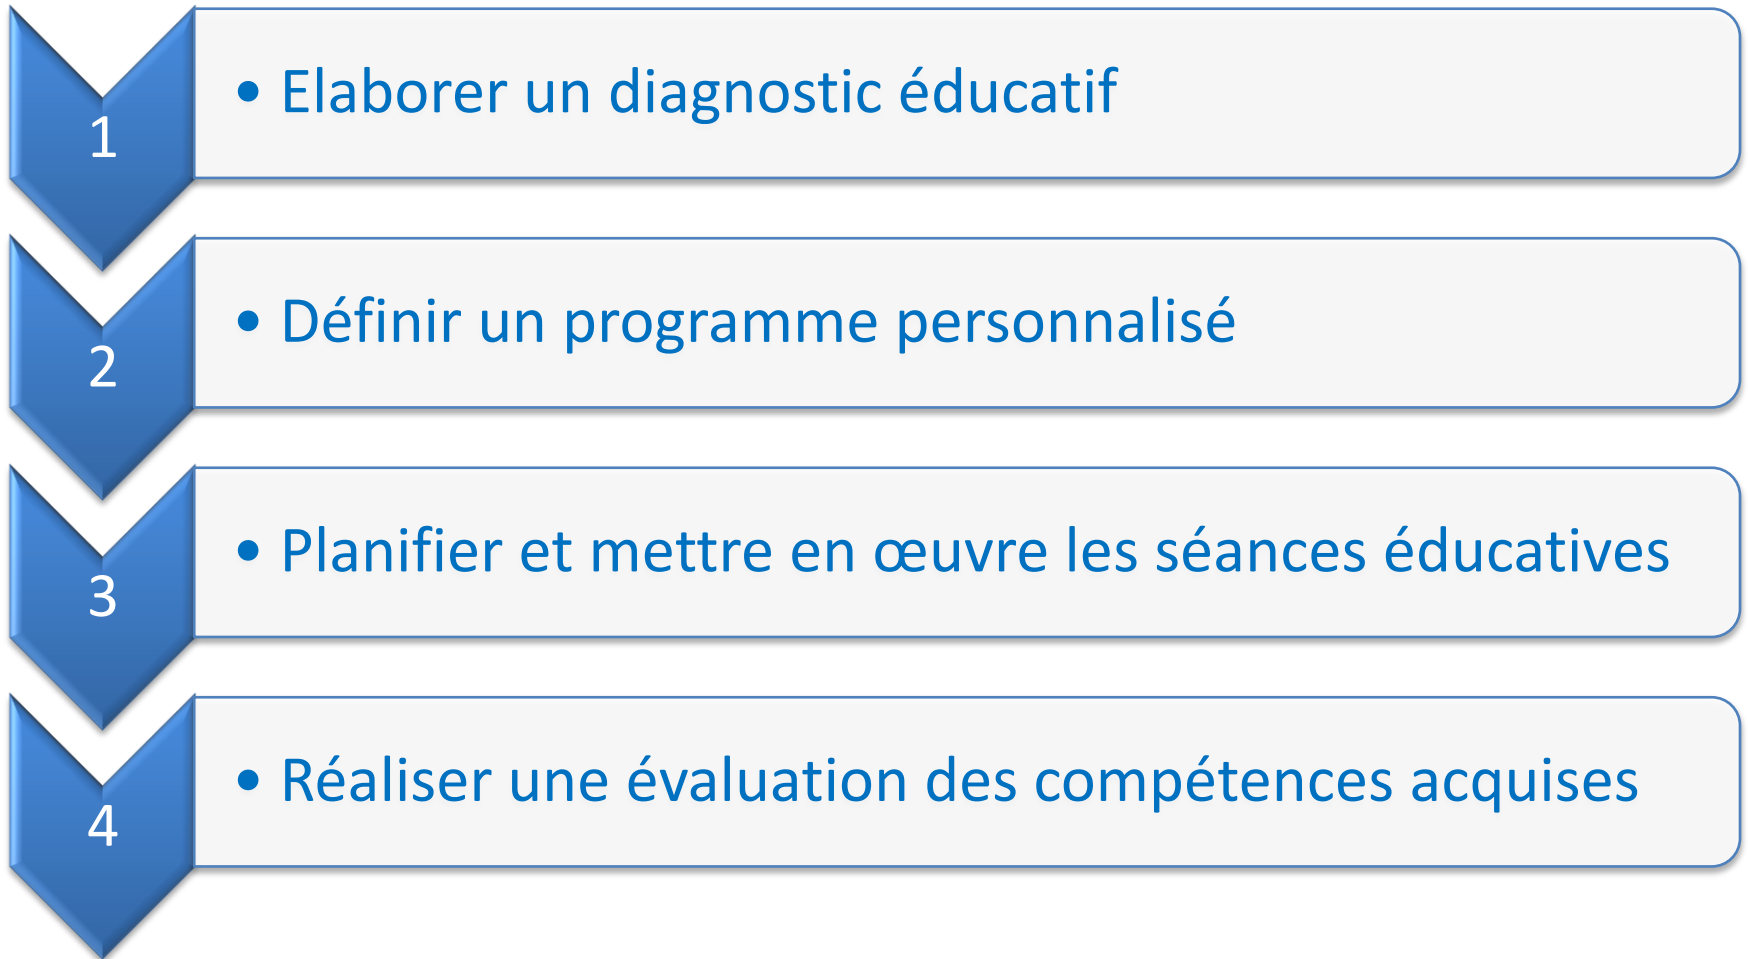 1
• Elaborer un diagnostic éducatif
2
• Définir un programme personnalisé
3
• Planifier et mettre en œuvre les séances éducatives
4
• Réaliser une évaluation des compétences acquises